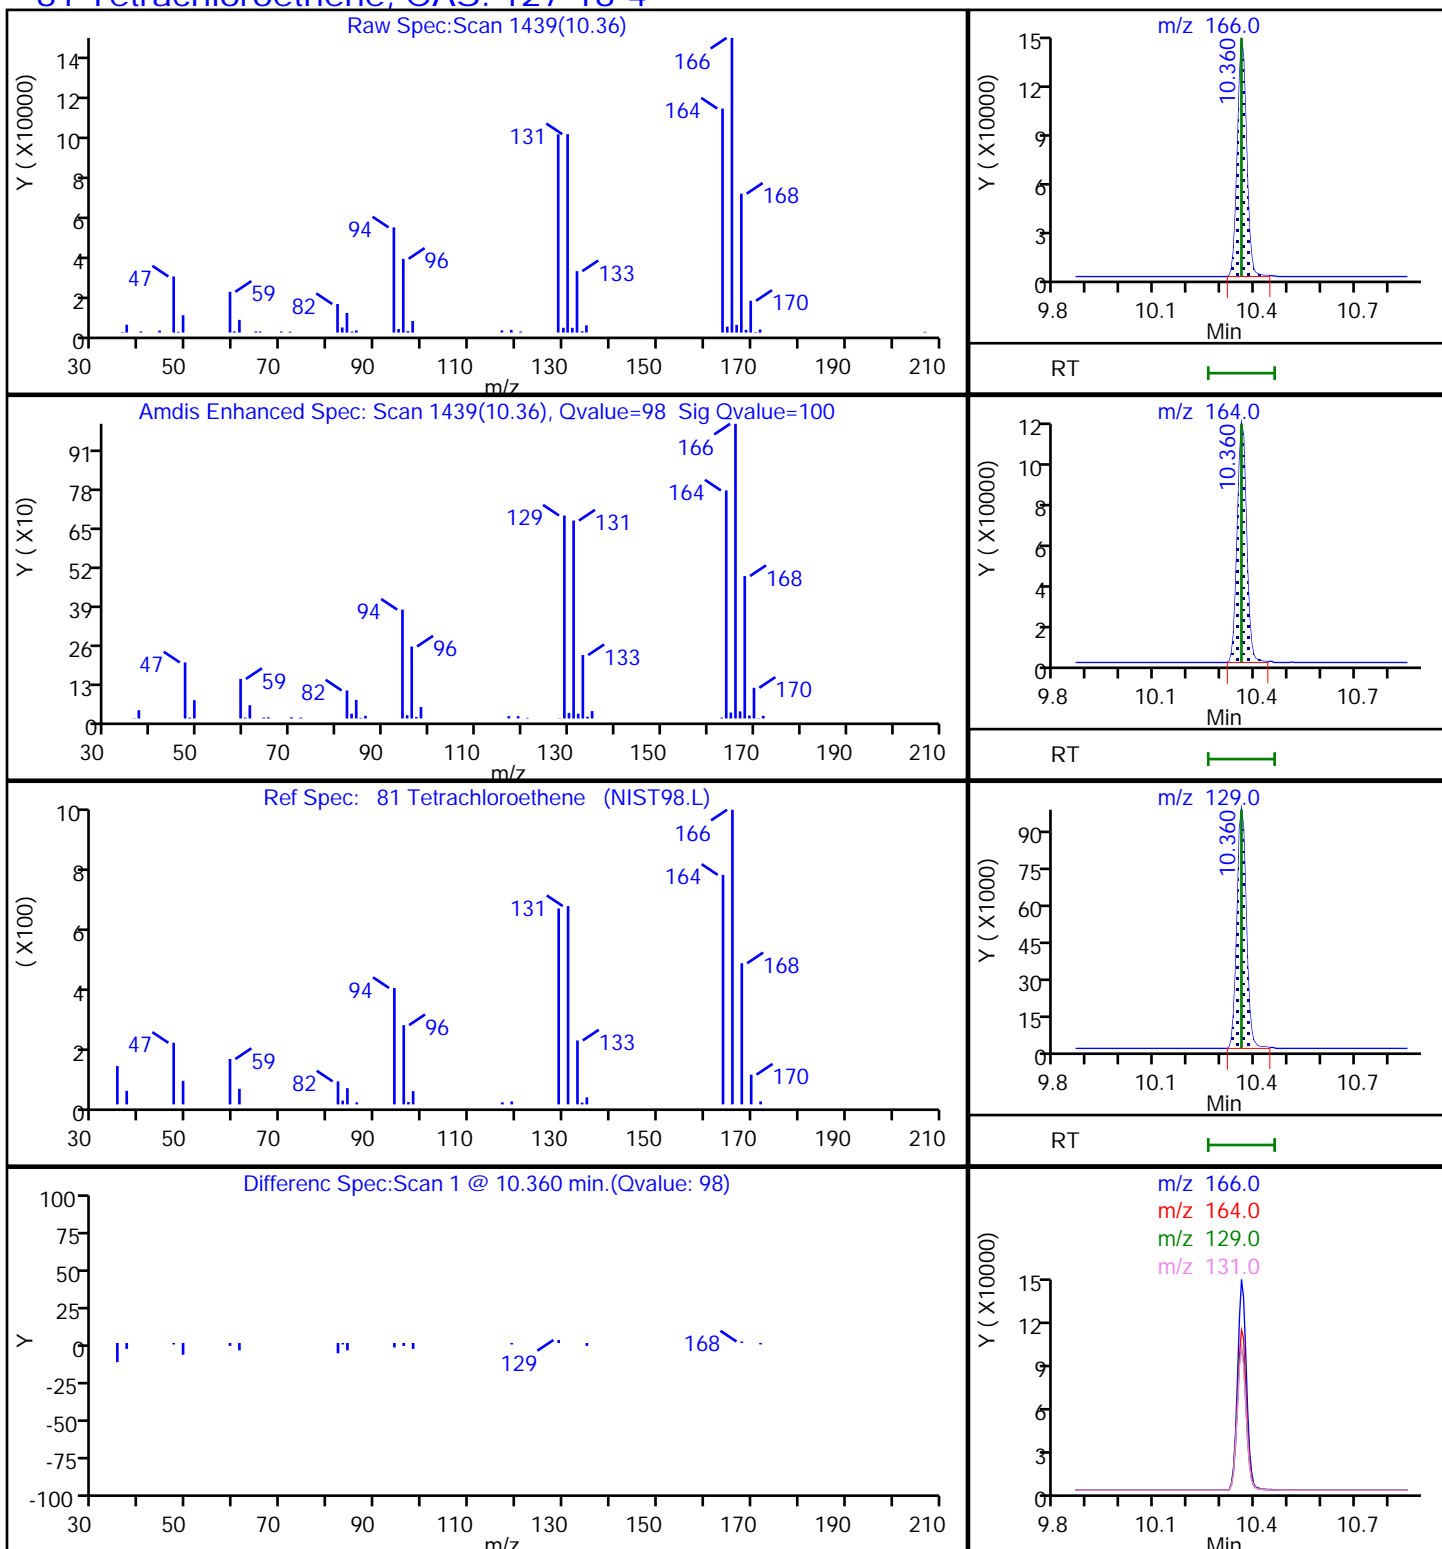 81 Tetrachloroethene, CAS: 127-18-4
Raw Spec:Scan 1439(10.36)
Y ( X10000)
14
12
10
8
6
4
2
0
166
164
131
168
94
96
47
59
82
133
170
30 50 70 90 110 130 150 170 190 210
m/z
m/z 166.0
Y ( X10000)
15
12
9
6
3
0
10.360
9.8 10.1 10.4 10.7
Min
RT
Amdis Enhanced Spec: Scan 1439(10.36), Qvalue=98 Sig Qvalue=100
Y ( X10)
91
78
65
52
39
26
13
0
166
164
129
131
168
94
96
47
59
82
133
170
30 50 70 90 110 130 150 170 190 210
m/z
m/z 164.0
Y ( X10000)
12
10
8
6
4
2
0
10.360
9.8 10.1 10.4 10.7
Min
RT
Ref Spec: 81 Tetrachloroethene (NIST98.L)
( X100)
10
8
6
4
2
0
166
164
131
168
94
96
47
59
82
133
170
30 50 70 90 110 130 150 170 190 210
m/z
m/z 129.0
Y ( X1000)
90
75
60
45
30
15
0
10.360
9.8 10.1 10.4 10.7
Min
RT
Differenc Spec:Scan 1 @ 10.360 min.(Qvalue: 98)
Y
100
75
50
25
0
-25
-50
-75
-100
129
168
30 50 70 90 110 130 150 170 190 210
m/z
m/z 166.0
m/z 164.0
m/z 129.0
m/z 131.0
Y ( X10000)
15
12
9
6
3
0
9.8 10.1 10.4 10.7
Min